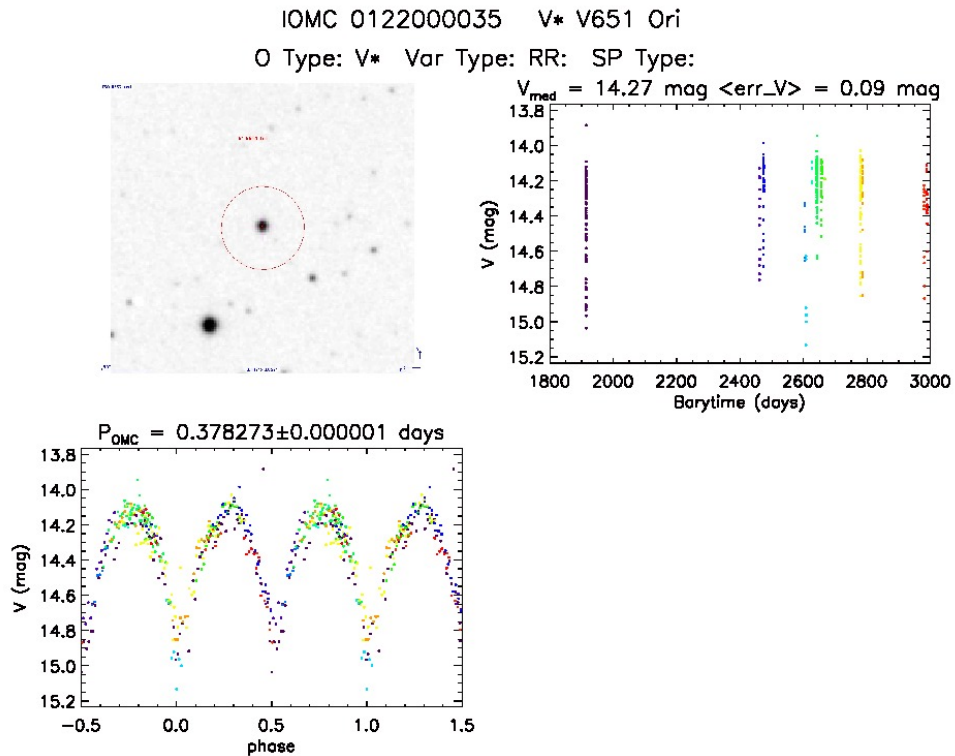 IOMC 0122000035 V* V651 Ori
O Type: V* Var Type: RR: SP Type:
V_med = 14.27 mag <err_V> = 0.09 mag
13.8
14.0
14.2
14.4
14.6
14.8
15.0
15.2
V (mag)
1800 2000 2200 2400 2600 2800 3000
Barytime (days)
P_OMC = 0.378273±0.000001 days
13.8
14.0
14.2
14.4
14.6
14.8
15.0
15.2
V (mag)
−0.5 0.0 0.5 1.0 1.5
phase